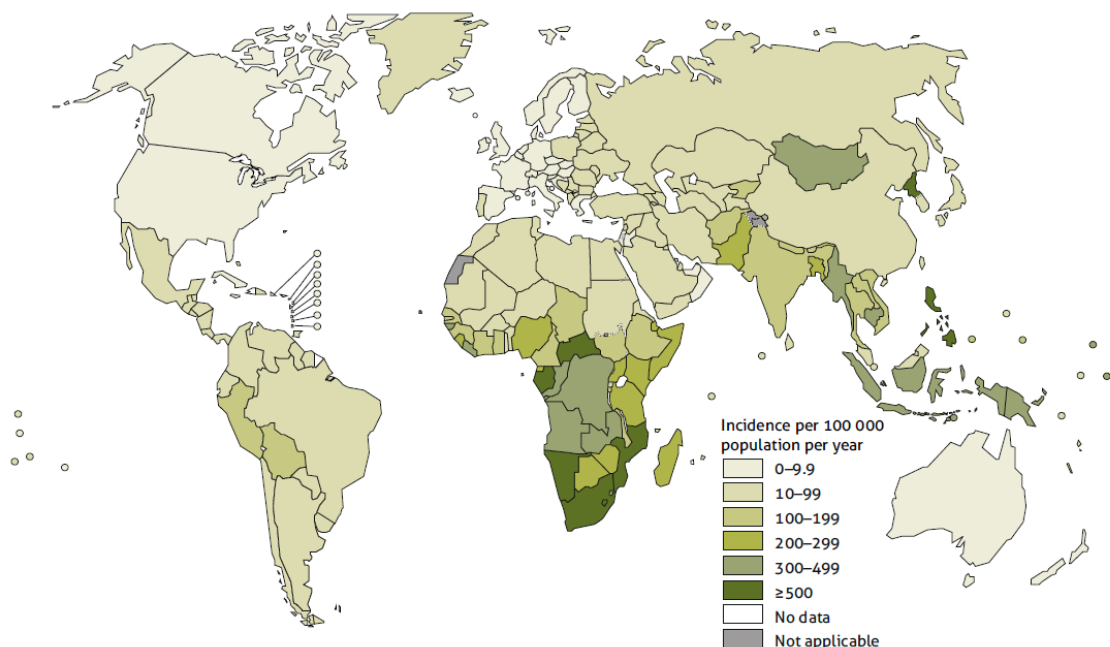 Incidence per 100 000
population per year
0–9.9
10–99
100–199
200–299
300–499
≥500
No data
Not applicable